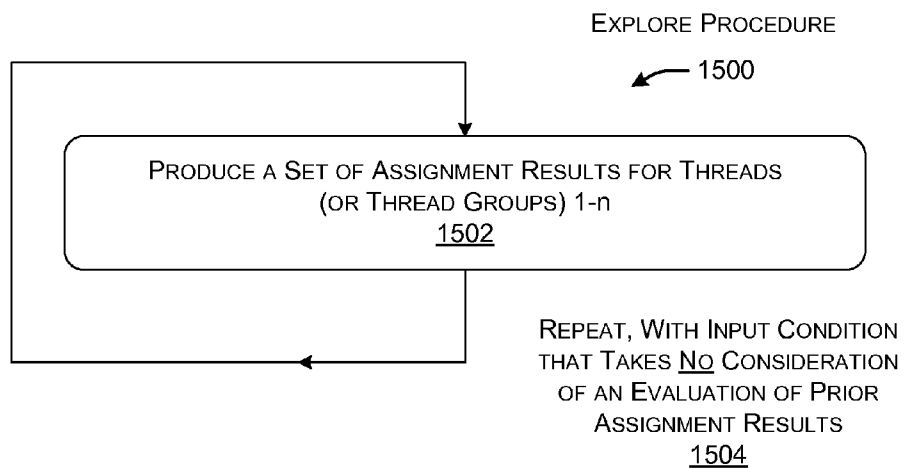 EXPLORE PROCEDURE
1500
PRODUCE A SET OF ASSIGNMENT RESULTS FOR THREADS
(OR THREAD GROUPS) 1-n
1502
REPEAT, WITH INPUT CONDITION
THAT TAKES NO CONSIDERATION
OF AN EVALUATION OF PRIOR
ASSIGNMENT RESULTS
1504